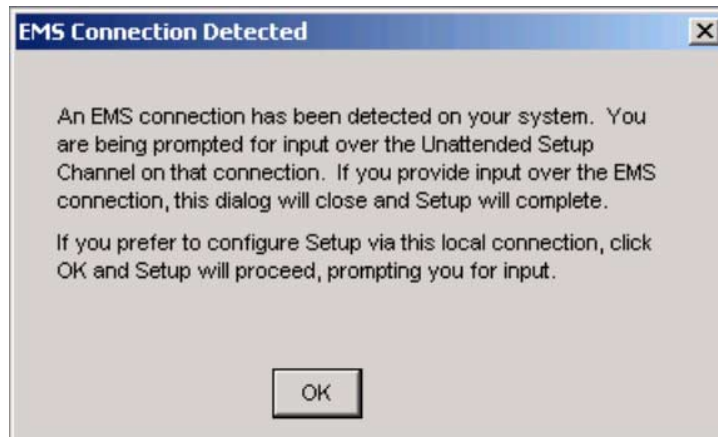 EMS Connection Detected
An EMS connection has been detected on your system. You
are being prompted for input over the Unattended Setup
Channel on that connection. If you provide input over the EMS
connection, this dialog will close and Setup will complete.
If you prefer to configure Setup via this local connection, click
OK and Setup will proceed, prompting you for input.
OK